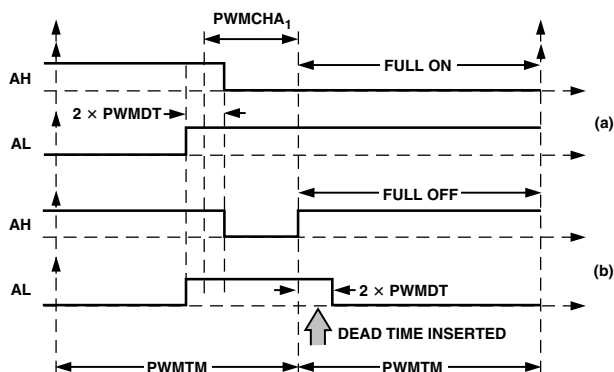 PWMCHA₁
FULL ON
AH
2 × PWMDT
(a)
AL
FULL OFF
AH
(b)
AL
2 × PWMDT
DEAD TIME INSERTED
PWMTM PWMTM